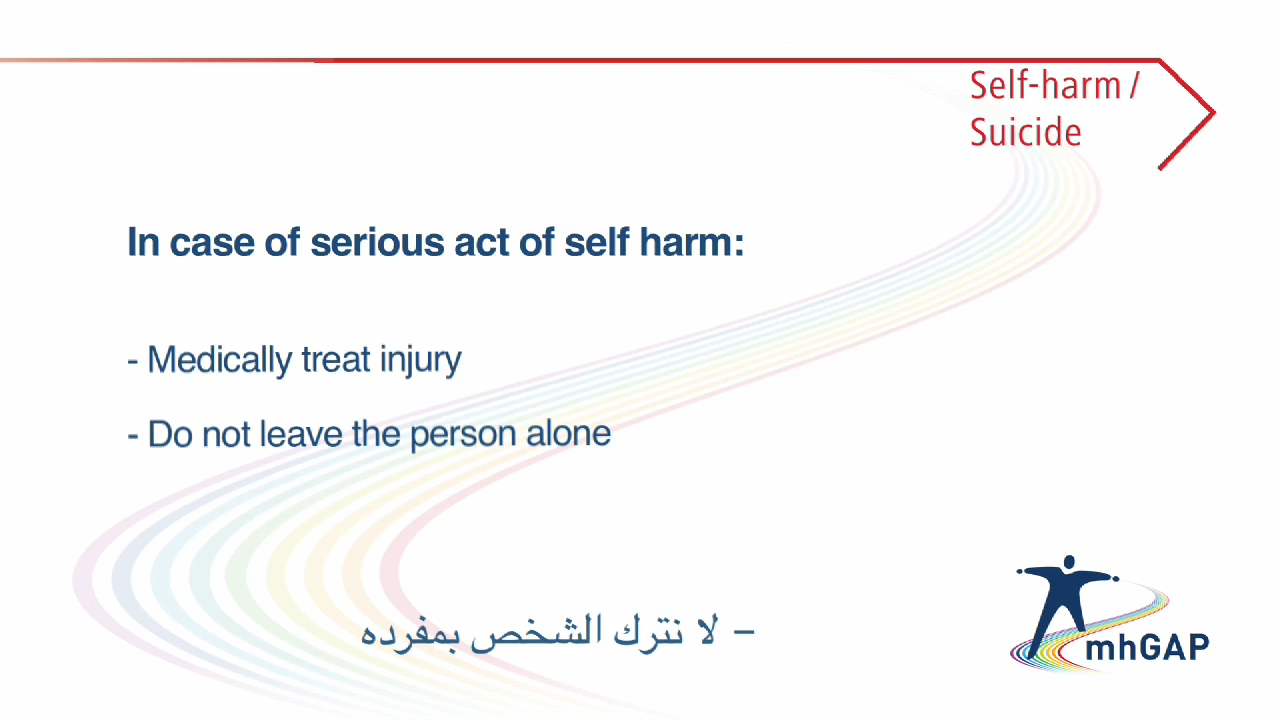 Self-harm /
Suicide
In case of serious act of self harm:
- Medically treat injury
- Do not leave the person alone
- لا نترك الشخص بمفرده
mhGAP